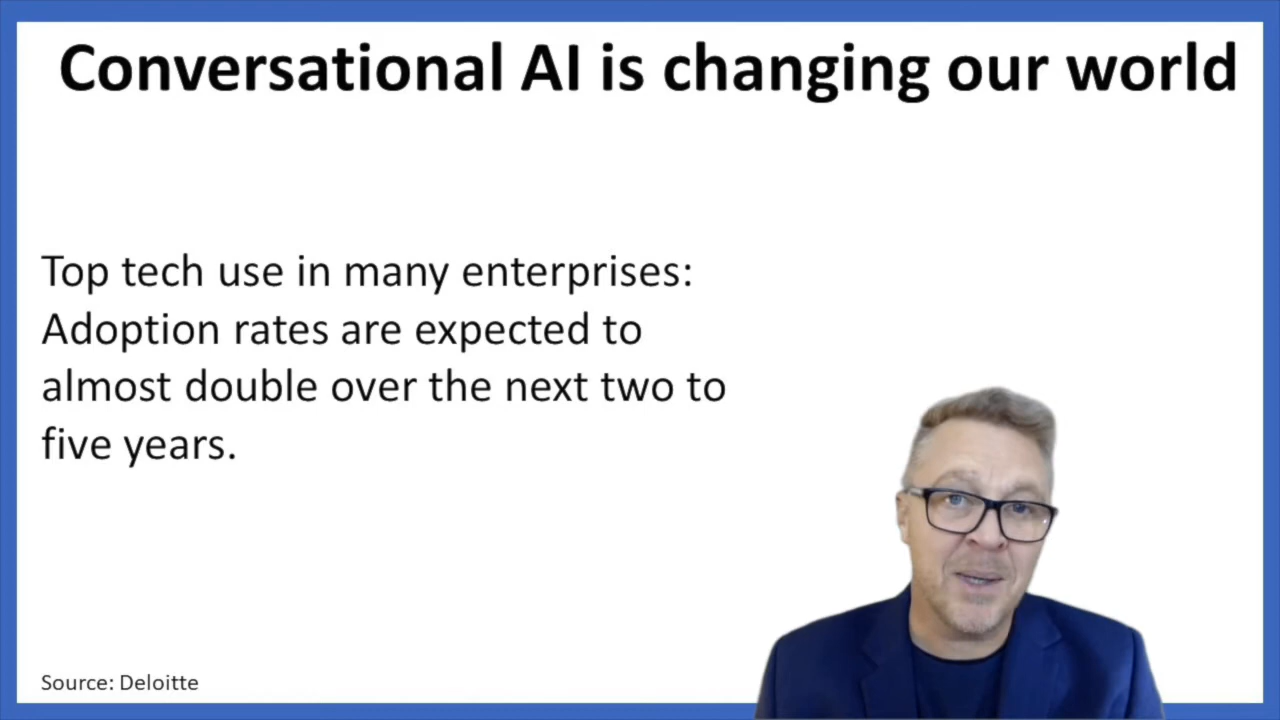 Conversational AI is changing our world
Top tech use in many enterprises:
Adoption rates are expected to
almost double over the next two to
five years.
Source: Deloitte